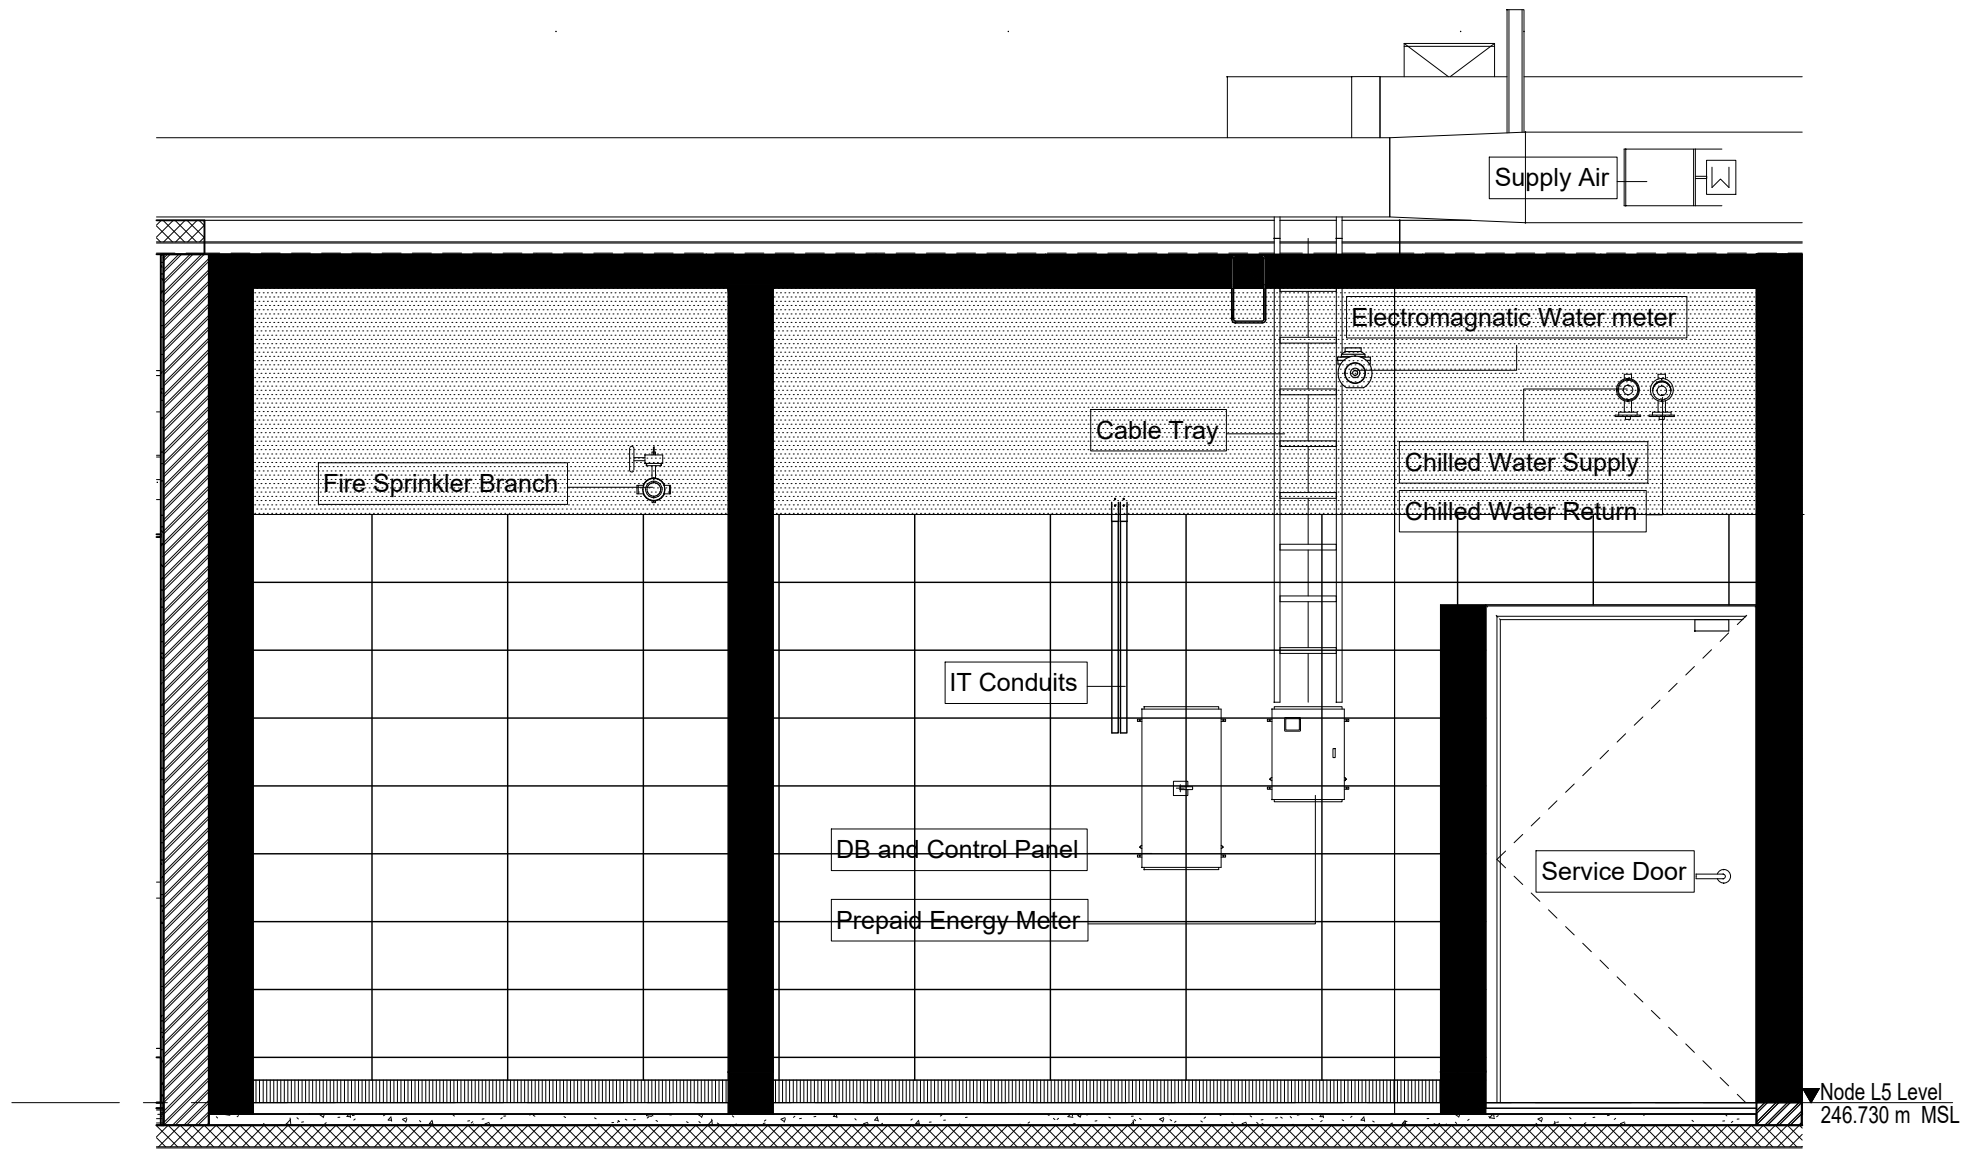 Supply Air
Electromagnatic Water meter
Cable Tray
Chilled Water Supply
Fire Sprinkler Branch
Chilled Water Return
IT Conduits
DB and Control Panel
Service Door
Prepaid Energy Meter
Node L5 Level
246.730 m MSL